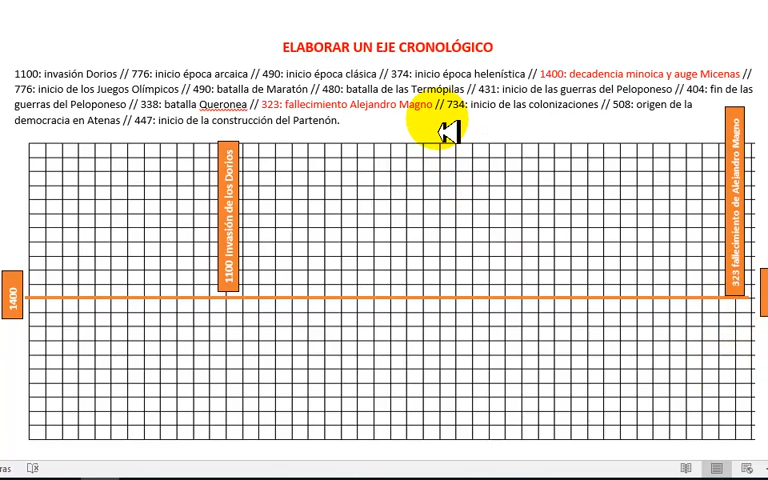 ELABORAR UN EJE CRONOLÓGICO
1100: invasión Dorios // 776: inicio época arcaica // 490: inicio época clásica // 374: inicio época helenística // 1400: decadencia minoica y auge Micenas //
776: inicio de los Juegos Olímpicos // 490: batalla de Maratón // 480: batalla de las Termópilas // 431: inicio de las guerras del Peloponeso // 404: fin de las
guerras del Peloponeso // 338: batalla Queronea // 323: fallecimiento Alejandro Magno // 734: inicio de las colonizaciones // 508: origen de la
democracia en Atenas // 447: inicio de la construcción del Partenón.
1400
1100 Invasión de los Dorios
323 fallecimiento de Alejandro Magno
ras